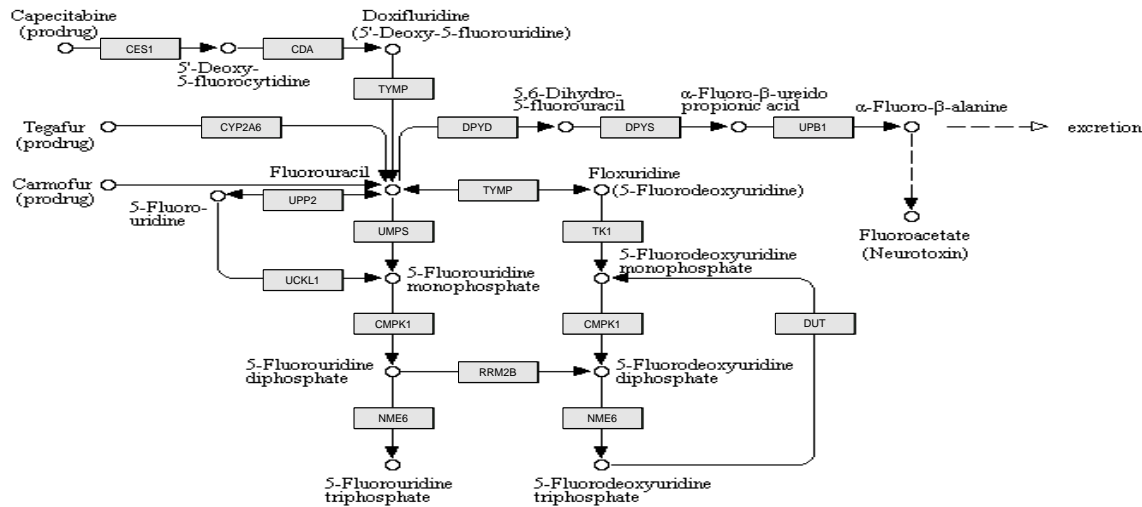 Capecitabine
(prodrug)
CES1
5'-Deoxy-
5-fluorocytidine
CDA
Doxifluridine
(5'-Deoxy-5-fluorouridine)
TYMP
Tegafur
(prodrug)
CYP2A6
DPYD
5,6-Dihydro-
5-fluorouracil
DPYS
α-Fluoro-β-ureido
propionic acid
UPB1
α-Fluoro-β-alanine
excretion
Carmofur
(prodrug)
Fluorouracil
5-Fluoro-
uridine
UPP2
TYMP
Floxuridine
(5-Fluorodeoxyuridine)
Fluoroacetate
(Neurotoxin)
UMPS
TK1
UCKL1
5-Fluorouridine
monophosphate
5-Fluorodeoxyuridine
monophosphate
CMPK1
CMPK1
DUT
5-Fluorouridine
diphosphate
RRM2B
5-Fluorodeoxyuridine
diphosphate
NME6
NME6
5-Fluorouridine
triphosphate
5-Fluorodeoxyuridine
triphosphate